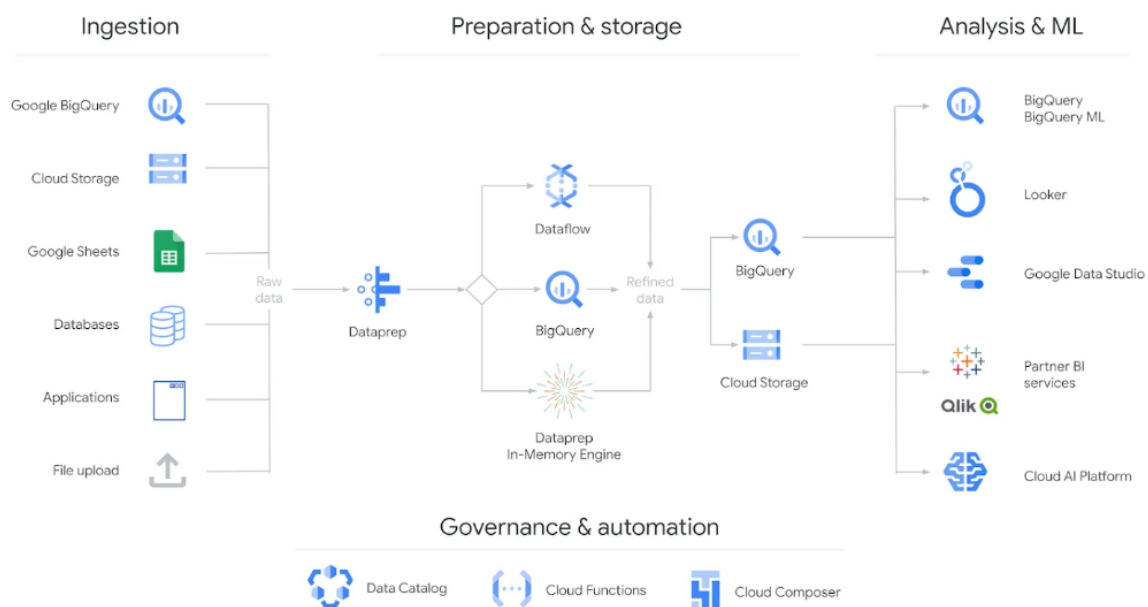 Ingestion
Preparation & storage
Analysis & ML
Google BigQuery
Cloud Storage
Google Sheets
Databases
Applications
File upload
Raw
data
Dataprep
Dataflow
BigQuery
Dataprep
In-Memory Engine
Refined
data
BigQuery
Cloud Storage
BigQuery
BigQuery ML
Looker
Google Data Studio
Partner BI
services
Qlik
Cloud AI Platform
Governance & automation
Data Catalog
Cloud Functions
Cloud Composer